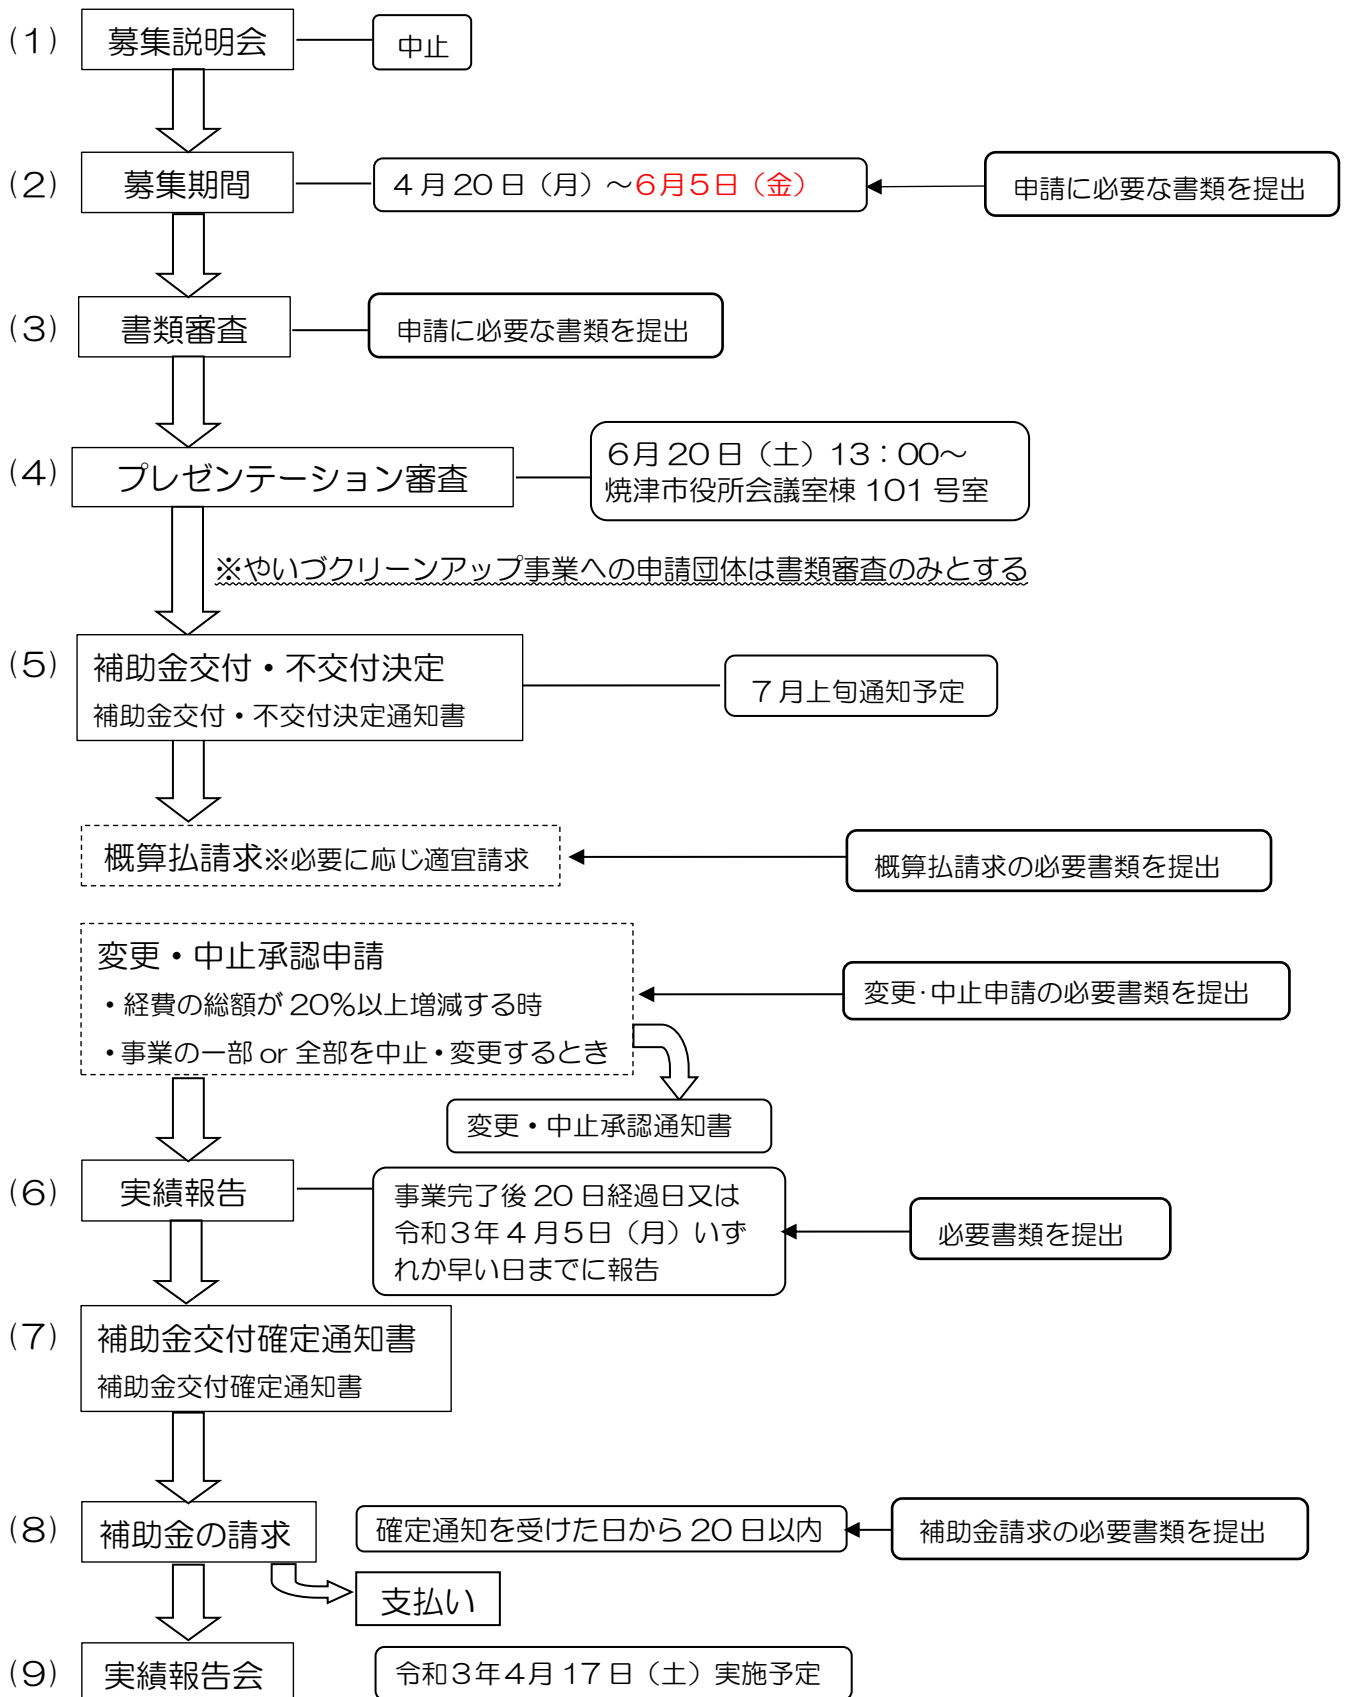 (1) 募集説明会 中止
(2) 募集期間 4月20日（月）～6月5日（金） 申請に必要な書類を提出
(3) 書類審査 申請に必要な書類を提出
(4) プレゼンテーション審査 6月20日（土）13：00～
焼津市役所会議室棟 101 号室
※やいづクリーンアップ事業への申請団体は書類審査のみとする
(5) 補助金交付・不交付決定
補助金交付・不交付決定通知書
7月上旬通知予定
概算払請求※必要に応じ適宜請求 概算払請求の必要書類を提出
変更・中止承認申請
・経費の総額が 20%以上増減する時
・事業の一部 or 全部を中止・変更するとき
変更・中止申請の必要書類を提出
変更・中止承認通知書
(6) 実績報告 事業完了後 20 日経過日又は
令和３年４月５日（月）いず
れか早い日までに報告
必要書類を提出
(7) 補助金交付確定通知書
補助金交付確定通知書
(8) 補助金の請求 確定通知を受けた日から 20 日以内 補助金請求の必要書類を提出
支払い
(9) 実績報告会 令和３年４月 17 日（土）実施予定